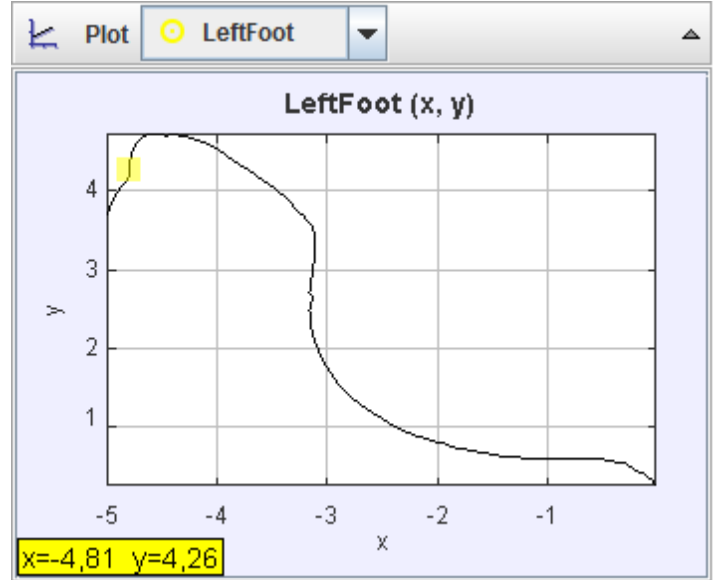 Plot LeftFoot
LeftFoot (x, y)
4
3
2
1
y
-5 -4 -3 -2 -1
x
x=-4,81 y=4,26